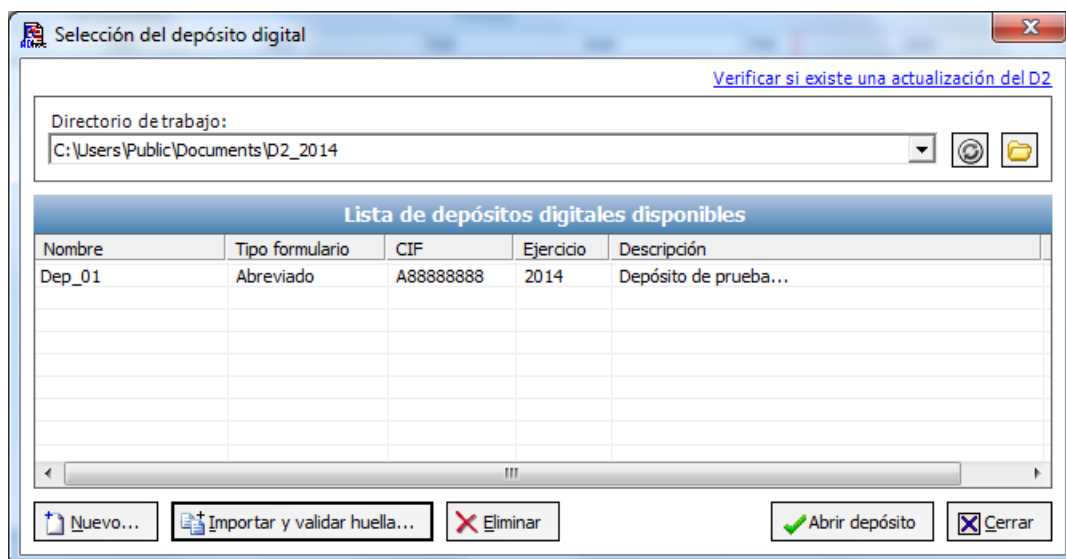 Selección del depósito digital
Verificar si existe una actualización del D2
Directorio de trabajo:
C:\Users\Public\Documents\D2_2014
Lista de depósitos digitales disponibles
Nombre Tipo formulario CIF Ejercicio Descripción
Dep_01 Abreviado A88888888 2014 Depósito de prueba...
Nuevo... Importar y validar huella... Eliminar Abrir depósito Cerrar